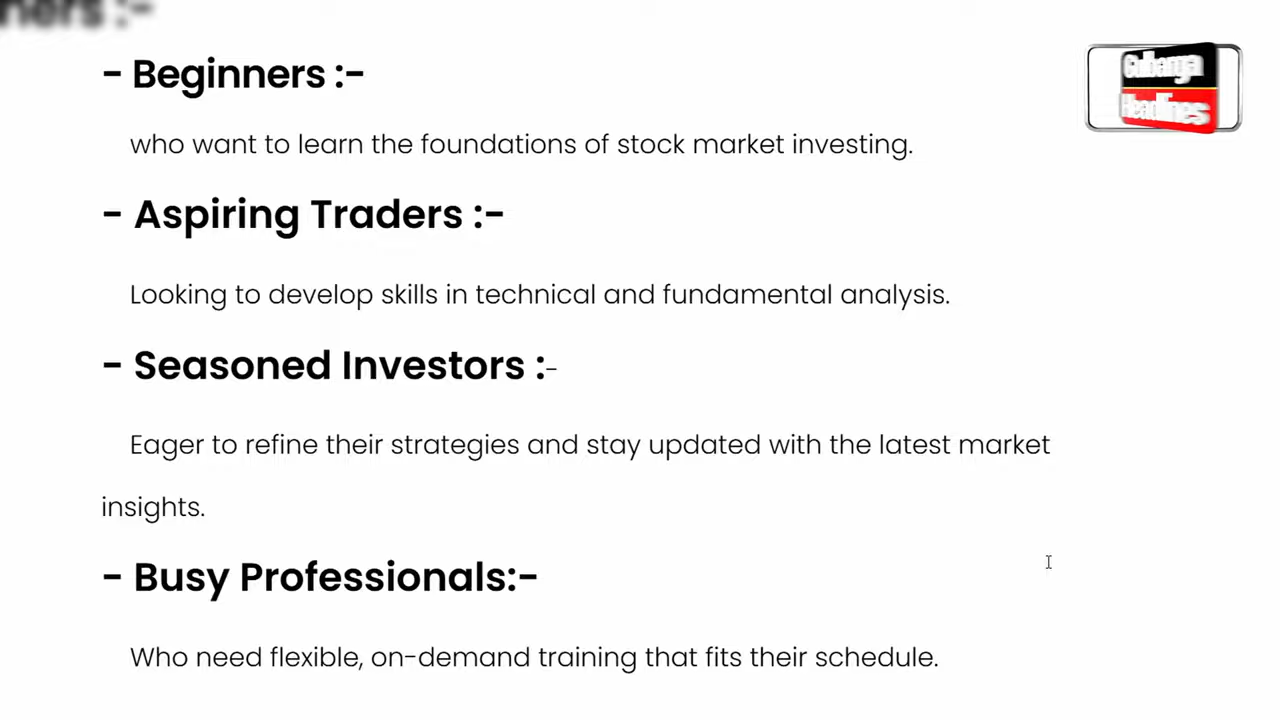 - Beginners :-
Gulbarga
Headlines
who want to learn the foundations of stock market investing.
- Aspiring Traders :-
Looking to develop skills in technical and fundamental analysis.
- Seasoned Investors :-
Eager to refine their strategies and stay updated with the latest market
insights.
- Busy Professionals:-
Who need flexible, on-demand training that fits their schedule.